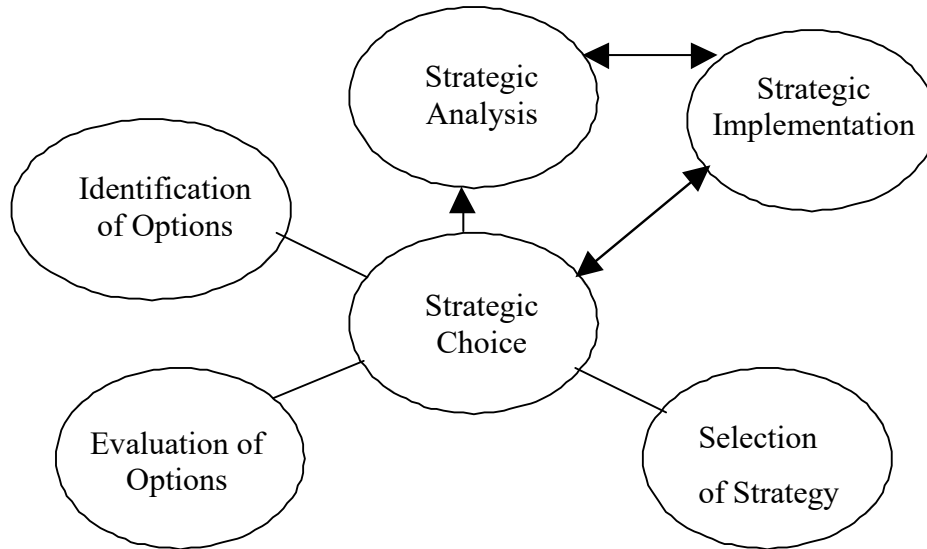 Strategic
Analysis
Strategic
Implementation
Identification
of Options
Strategic
Choice
Evaluation of
Options
Selection
of Strategy